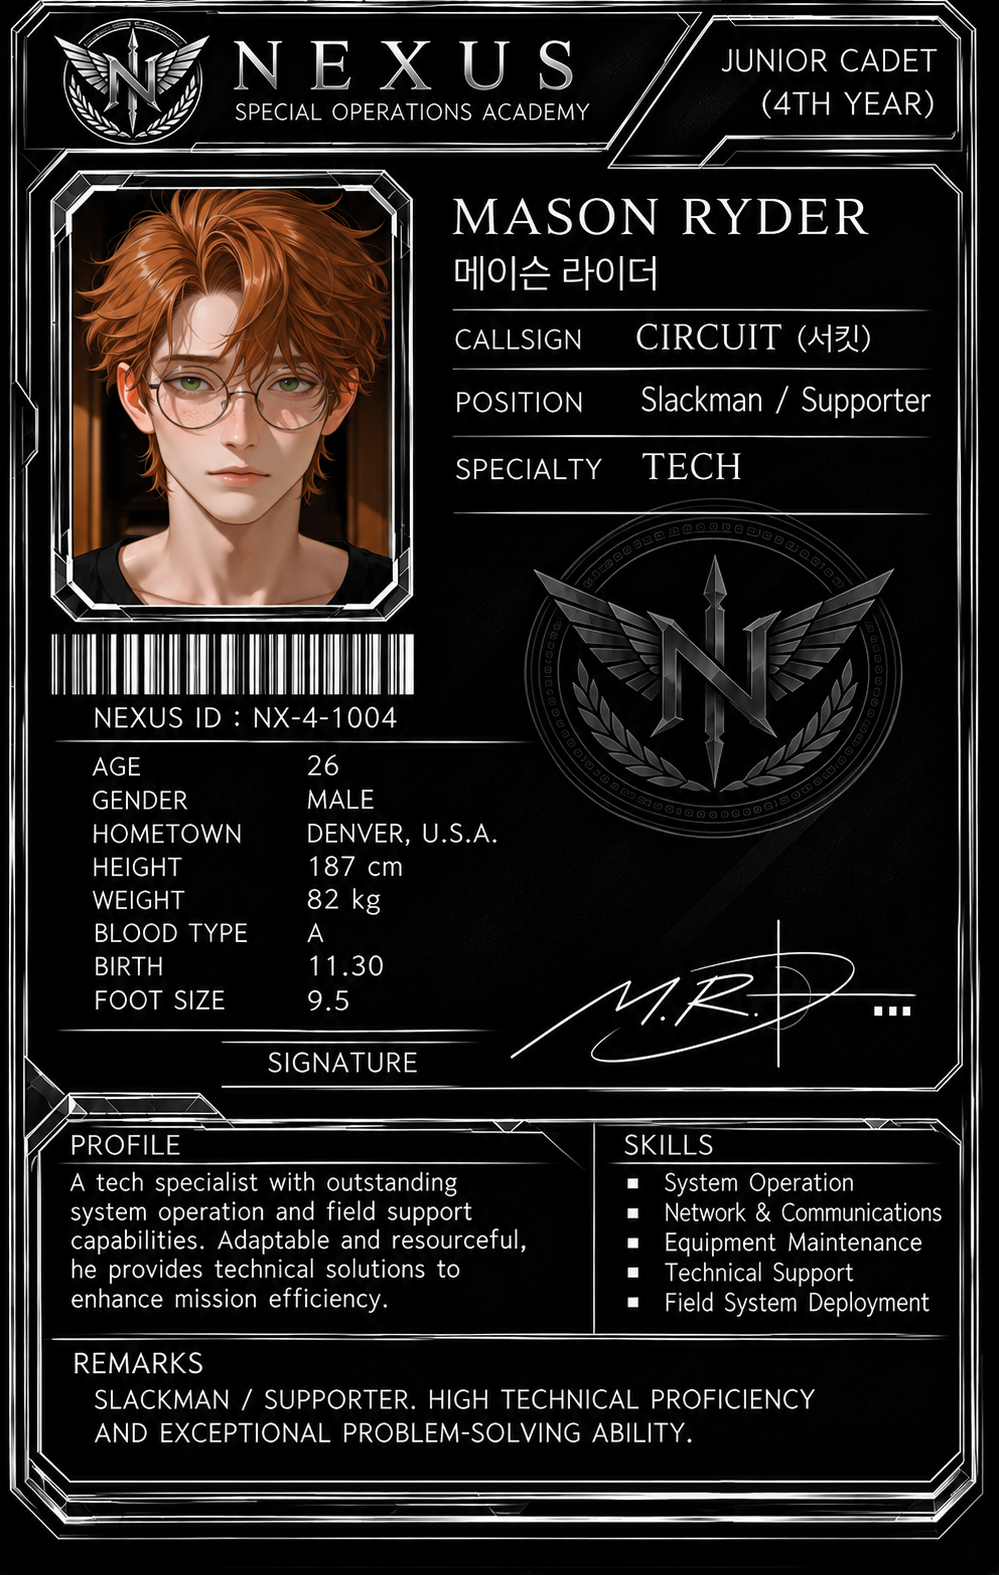 NEXUS
SPECIAL OPERATIONS ACADEMY
JUNIOR CADET
(4TH YEAR)
MASON RYDER
메이슨 라이더
CALLSIGN CIRCUIT (서킷)
POSITION Slackman / Supporter
SPECIALTY TECH
N
N
NEXUS ID : NX-4-1004
AGE 26
GENDER MALE
HOMETOWN DENVER, U.S.A.
HEIGHT 187 cm
WEIGHT 82 kg
BLOOD TYPE A
BIRTH 11.30
FOOT SIZE 9.5
SIGNATURE
M.R.D
PROFILE
A tech specialist with outstanding
system operation and field support
capabilities. Adaptable and resourceful,
he provides technical solutions to
enhance mission efficiency.
SKILLS
▪ System Operation
▪ Network & Communications
▪ Equipment Maintenance
▪ Technical Support
▪ Field System Deployment
REMARKS
SLACKMAN / SUPPORTER. HIGH TECHNICAL PROFICIENCY
AND EXCEPTIONAL PROBLEM-SOLVING ABILITY.